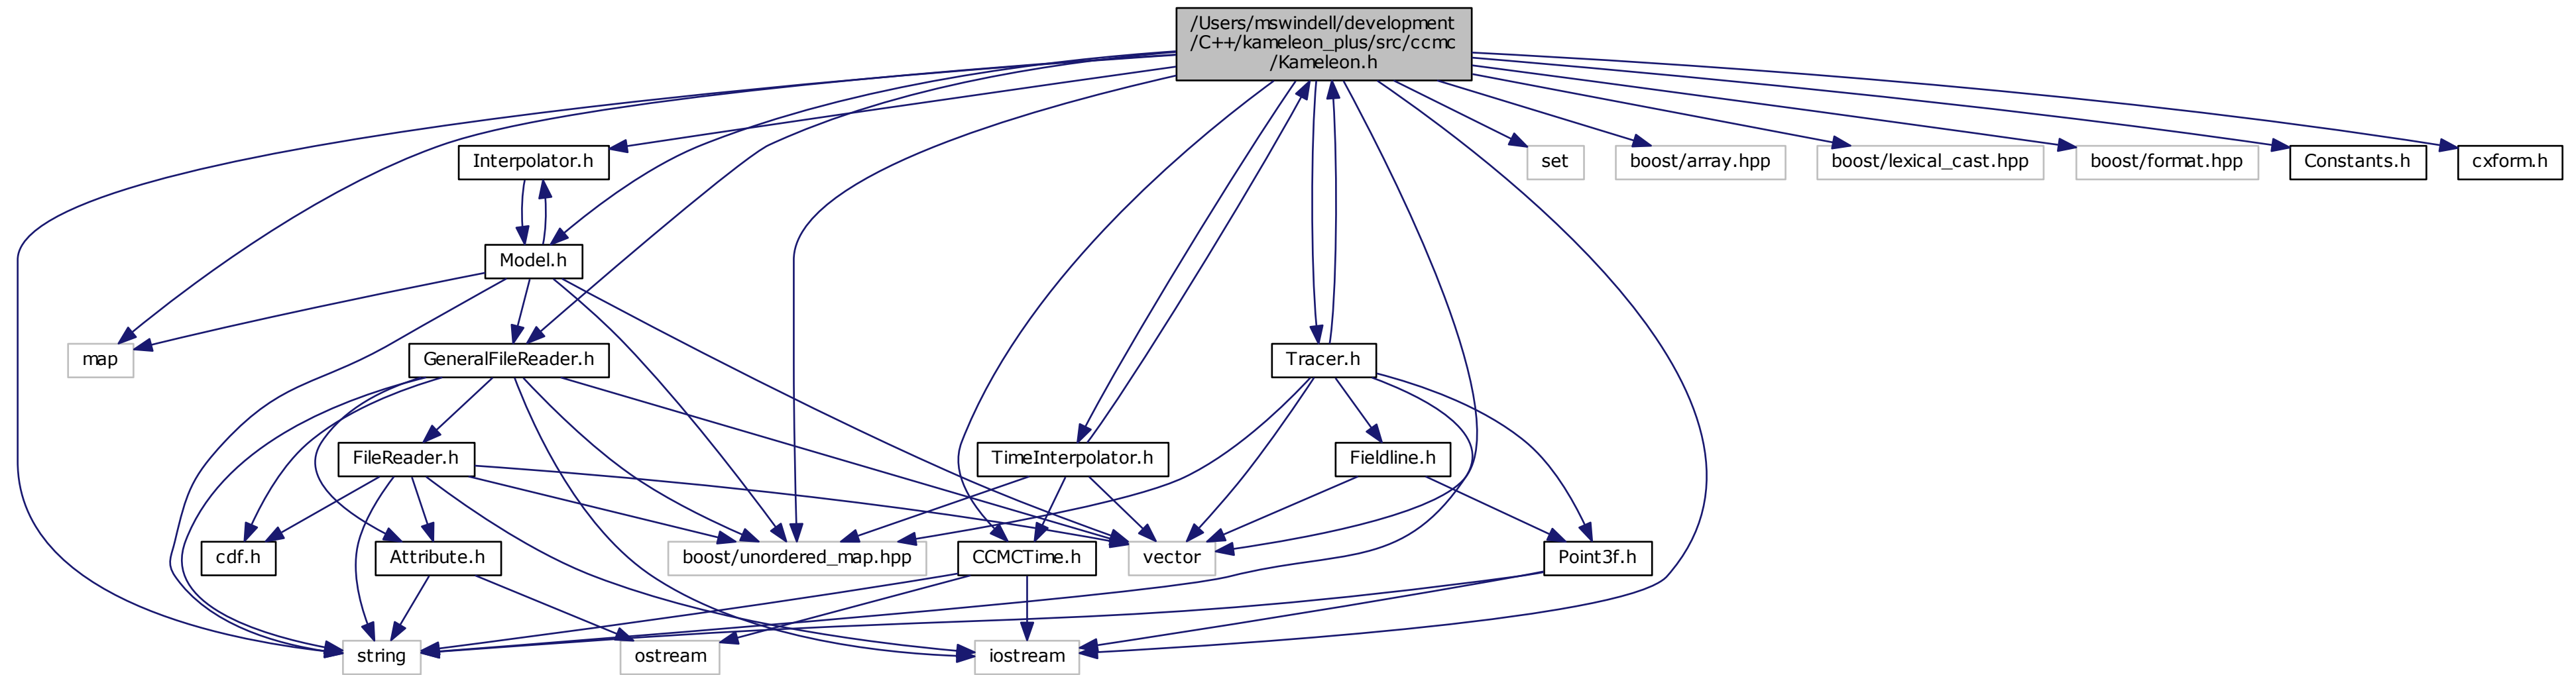 /Users/mswindell/development
/C++/kameleon_plus/src/ccmc
/Kameleon.h
Interpolator.h
set
boost/array.hpp
boost/lexical_cast.hpp
boost/format.hpp
Constants.h
cxform.h
Model.h
map
GeneralFileReader.h
Tracer.h
FileReader.h
TimeInterpolator.h
Fieldline.h
cdf.h
Attribute.h
boost/unordered_map.hpp
CCMCTime.h
vector
Point3f.h
string
ostream
iostream